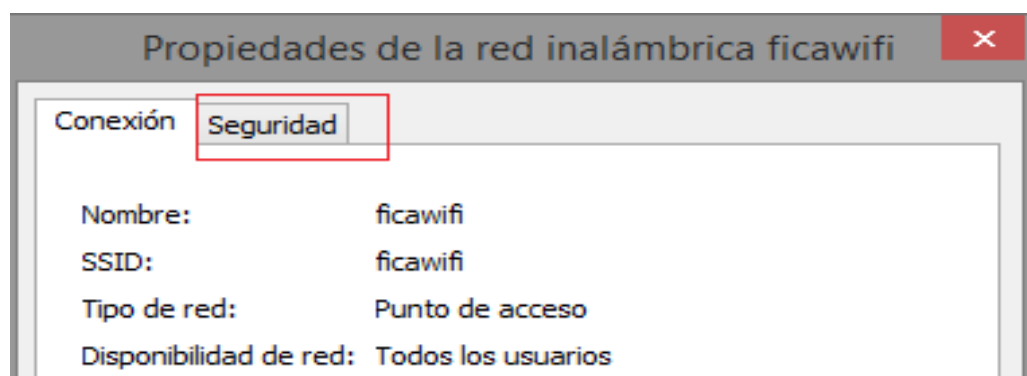 Propiedades de la red inalámbrica ficawifi
Conexión Seguridad
Nombre: ficawifi
SSID: ficawifi
Tipo de red: Punto de acceso
Disponibilidad de red: Todos los usuarios